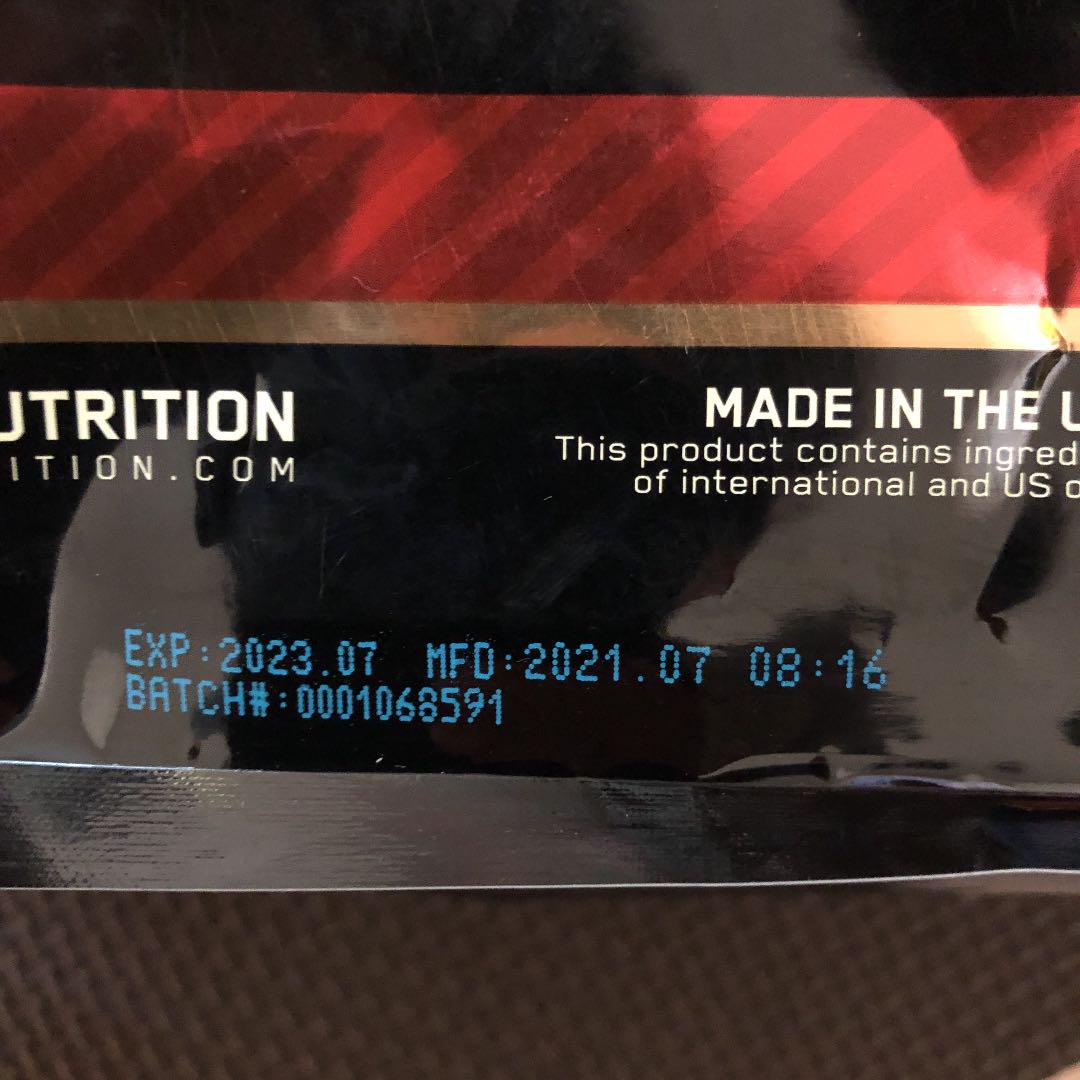 UTRITION
ITION.COM
MADE IN THE U
This product contains ingred
of international and US o
EXP:2023.07 MFD:2021.07 08:16
BATCH#:0001068591